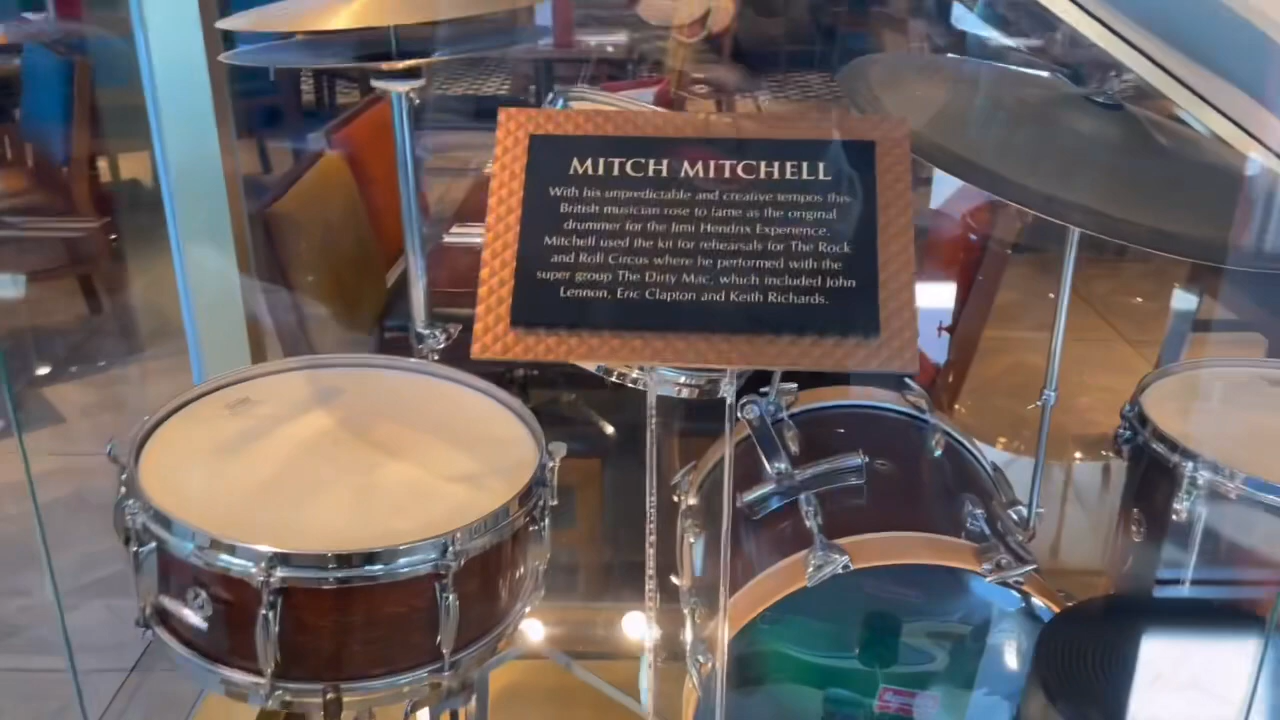 MITCH MITCHELL
With his unpredictable and creative tempos this
British musician rose to fame as the original
drummer for the Jimi Hendrix Experience.
Mitchell used the kit for rehearsals for The Rock
and Roll Circus where he performed with the
super group The Dirty Mac, which included John
Lennon, Eric Clapton and Keith Richards.